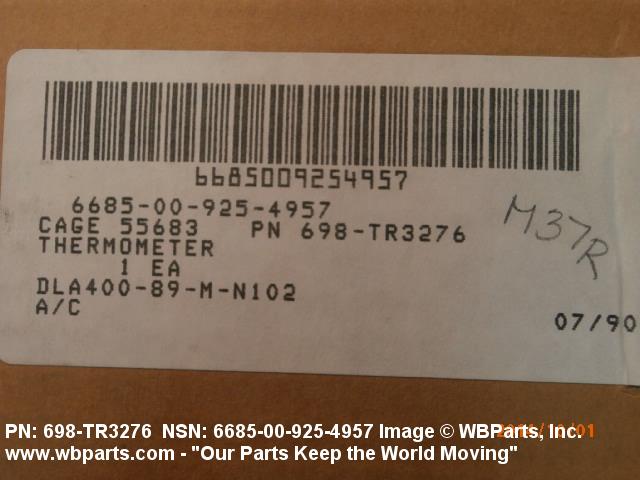 6685009254957
6685-00-925-4957
CAGE 55683 PN 698-TR3276
M37R
THERMOMETER
1 EA
DLA400-89-M-N102
A/C
07/90
PN: 698-TR3276 NSN: 6685-00-925-4957 Image © WBParts, Inc.
www.wbparts.com - "Our Parts Keep the World Moving"